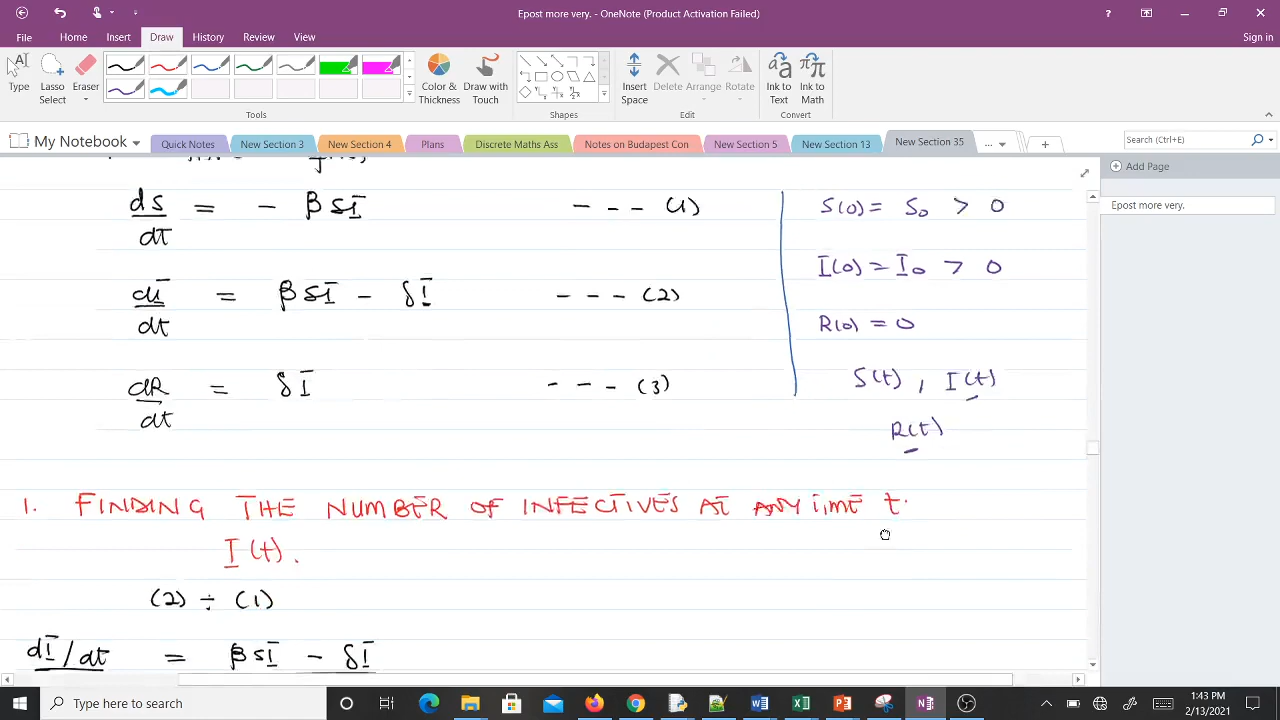 Epost more very. - OneNote (Product Activation Failed)
File Home Insert Draw History Review View Sign in
Type Lasso Select Eraser Color & Thickness Draw with Touch Insert Space Delete Arrange Rotate Ink to Text Ink to Math
Tools Shapes Edit Convert
My Notebook Quick Notes New Section 3 New Section 4 Plans Discrete Maths Ass Notes on Budapest Con New Section 5 New Section 13 New Section 35 ... Search (Ctrl+E)
Add Page
Epost more very.
dS/dt = - βSI - - - (1)
dI/dt = βSI - γI - - - (2)
dR/dt = γI - - - (3)
S(0) = S₀ > 0
I(0) = I₀ > 0
R(0) = 0
S(t), I(t)
R(t)
1. FINDING THE NUMBER OF INFECTIVES AT ANY TIME t.
I(t).
(2) ÷ (1)
dI/dt = βSI - γI
Type here to search
1:43 PM
2/13/2021